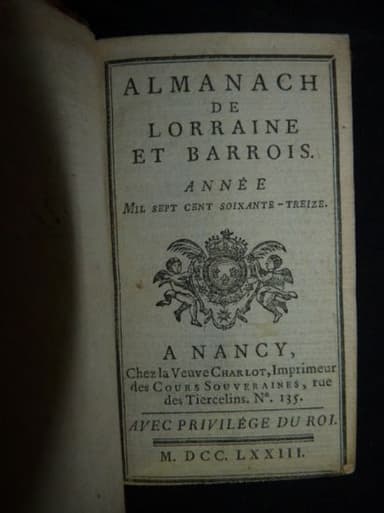 ALMANACH
DE
LORRAINE
ET BARROIS.
ANNÉE
MIL SEPT CENT SOIXANTE-TREIZE.
A NANCY,
Chez la Veuve CHARLOT, Imprimeur
des COURS SOUVERAINES, rue
des Tiercelins. N°. 135.
AVEC PRIVILÉGE DU ROI.
M. DCC. LXXIII.